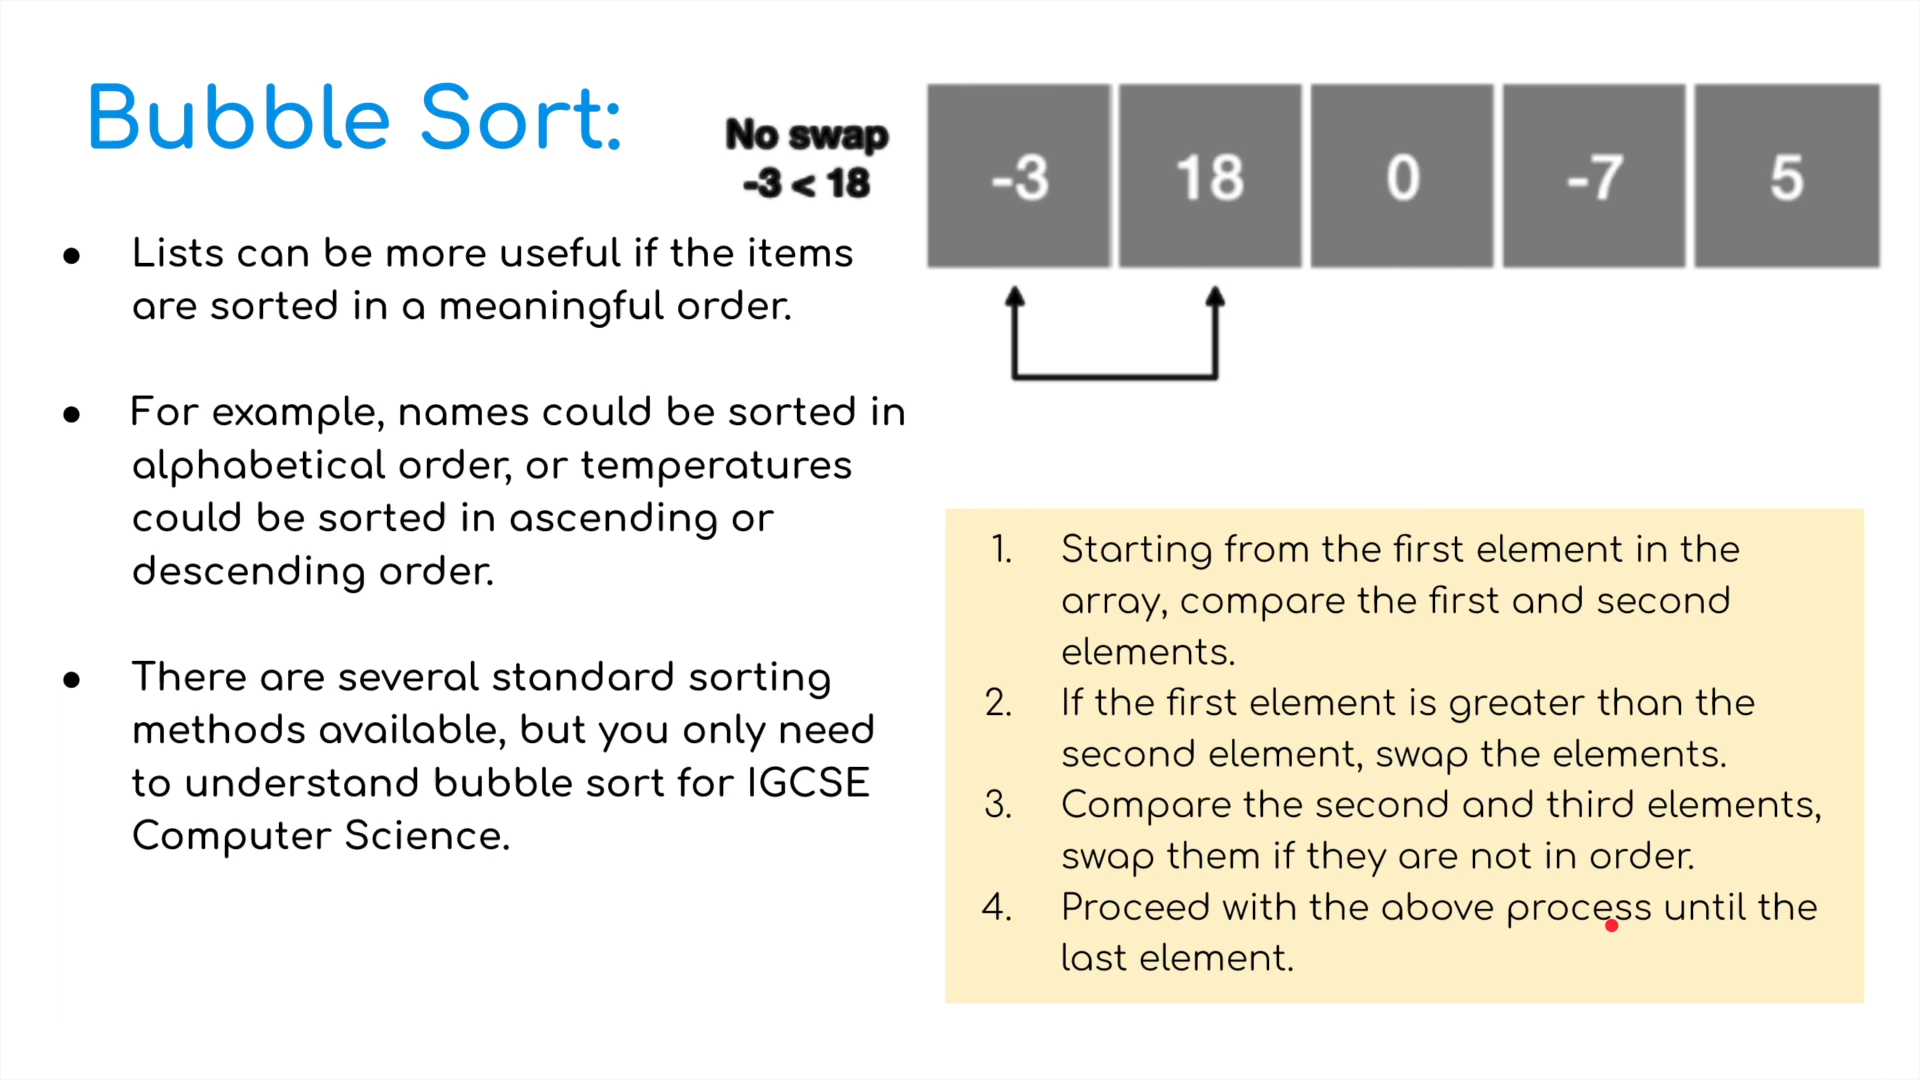 Bubble Sort:
No swap
-3 < 18
-3 18 0 -7 5
● Lists can be more useful if the items
are sorted in a meaningful order.
● For example, names could be sorted in
alphabetical order, or temperatures
could be sorted in ascending or
descending order.
● There are several standard sorting
methods available, but you only need
to understand bubble sort for IGCSE
Computer Science.
1. Starting from the first element in the
array, compare the first and second
elements.
2. If the first element is greater than the
second element, swap the elements.
3. Compare the second and third elements,
swap them if they are not in order.
4. Proceed with the above process until the
last element.